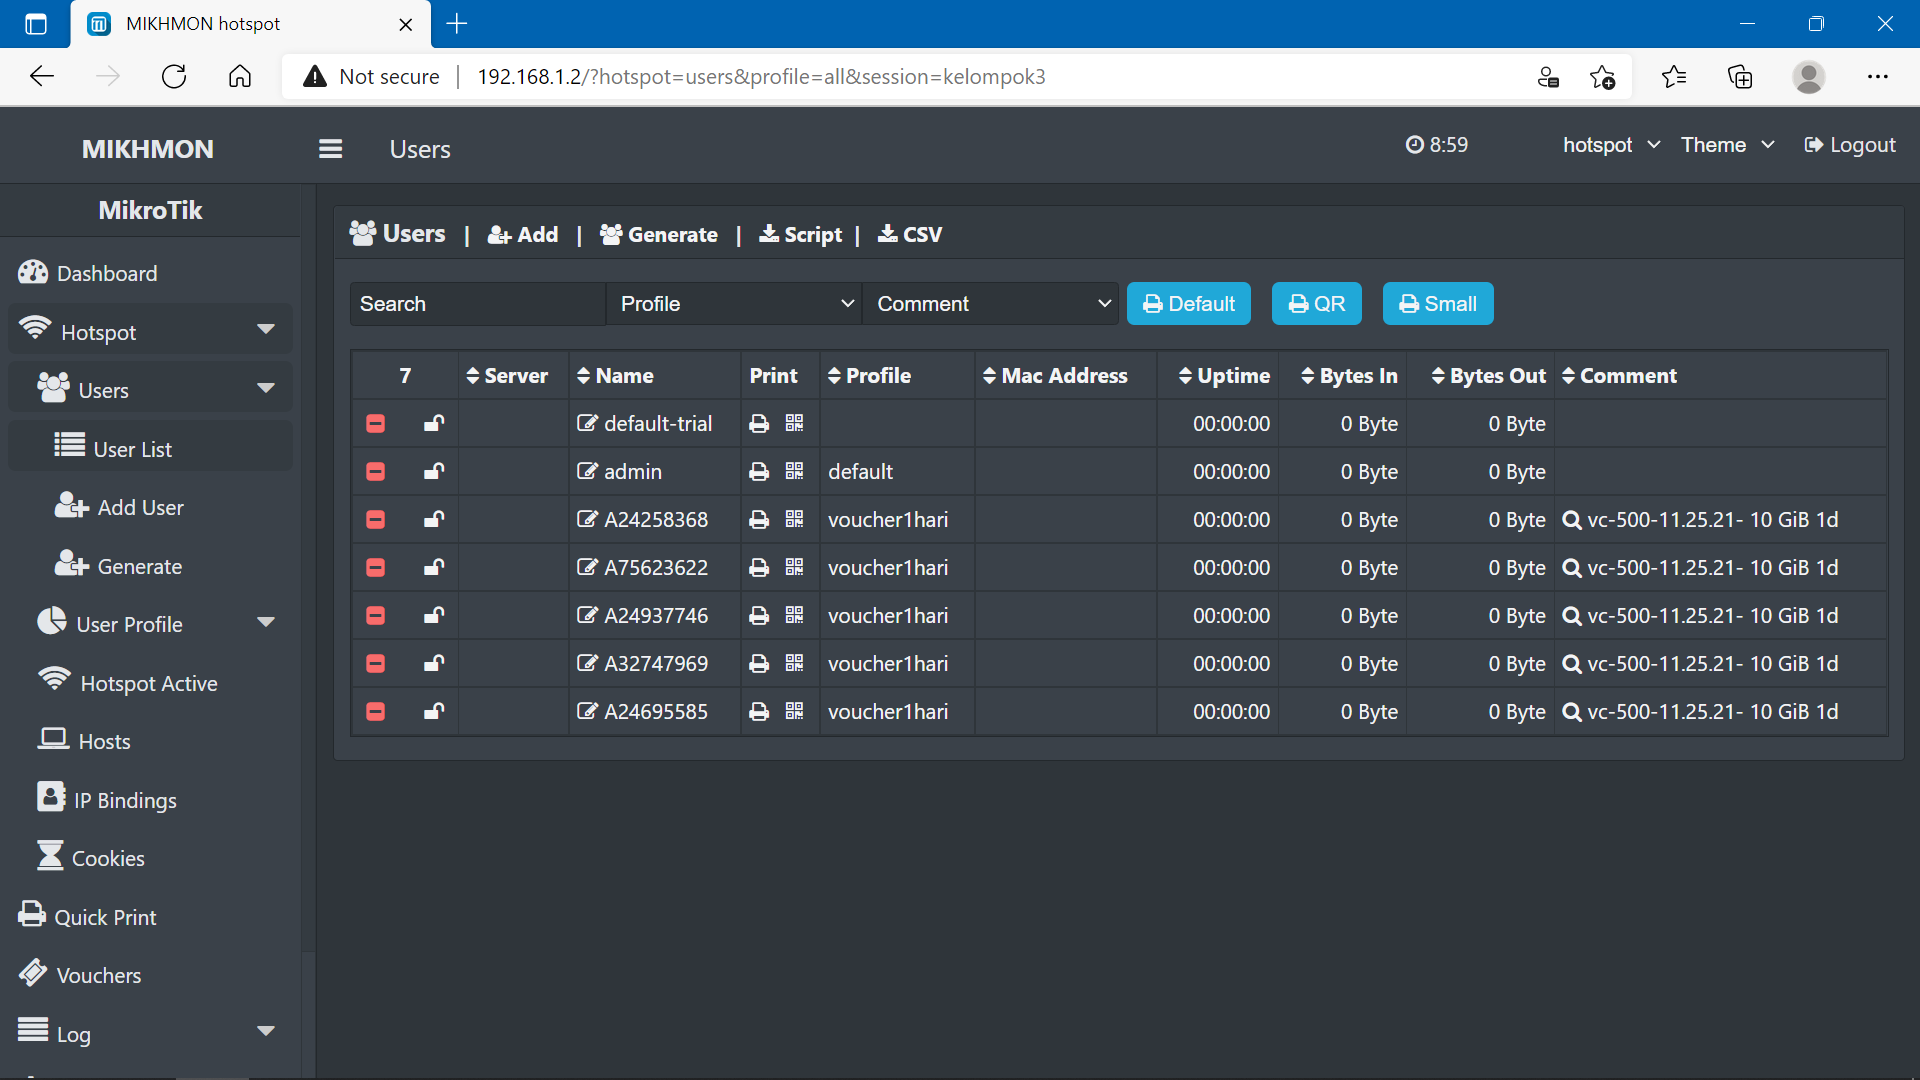 MIKHMON hotspot
Not secure | 192.168.1.2/?hotspot=users&profile=all&session=kelompok3
MIKHMON
Users
8:59
hotspot
Theme
Logout
MikroTik
Dashboard
Hotspot
Users
User List
Add User
Generate
User Profile
Hotspot Active
Hosts
IP Bindings
Cookies
Quick Print
Vouchers
Log
Users | Add | Generate | Script | CSV
Search Profile Comment Default QR Small
7 Server Name Print Profile Mac Address Uptime Bytes In Bytes Out Comment
default-trial 00:00:00 0 Byte 0 Byte
admin default 00:00:00 0 Byte 0 Byte
A24258368 voucher1hari 00:00:00 0 Byte 0 Byte vc-500-11.25.21- 10 GiB 1d
A75623622 voucher1hari 00:00:00 0 Byte 0 Byte vc-500-11.25.21- 10 GiB 1d
A24937746 voucher1hari 00:00:00 0 Byte 0 Byte vc-500-11.25.21- 10 GiB 1d
A32747969 voucher1hari 00:00:00 0 Byte 0 Byte vc-500-11.25.21- 10 GiB 1d
A24695585 voucher1hari 00:00:00 0 Byte 0 Byte vc-500-11.25.21- 10 GiB 1d